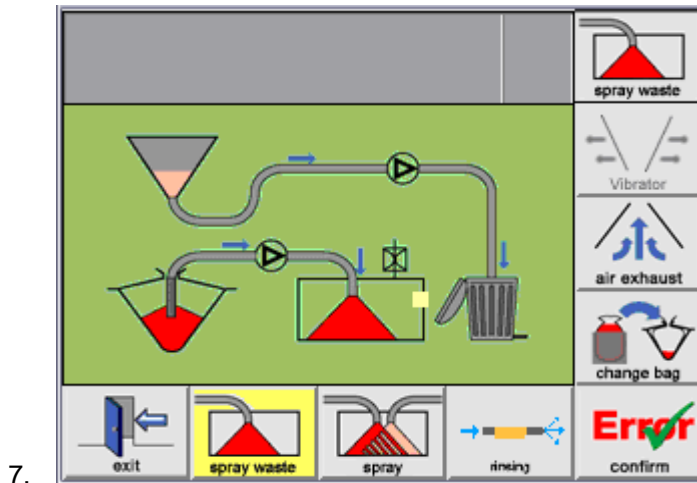 spray waste
Vibrator
air exhaust
change bag
exit
spray waste
spray
rinsing
Error
confirm
7.